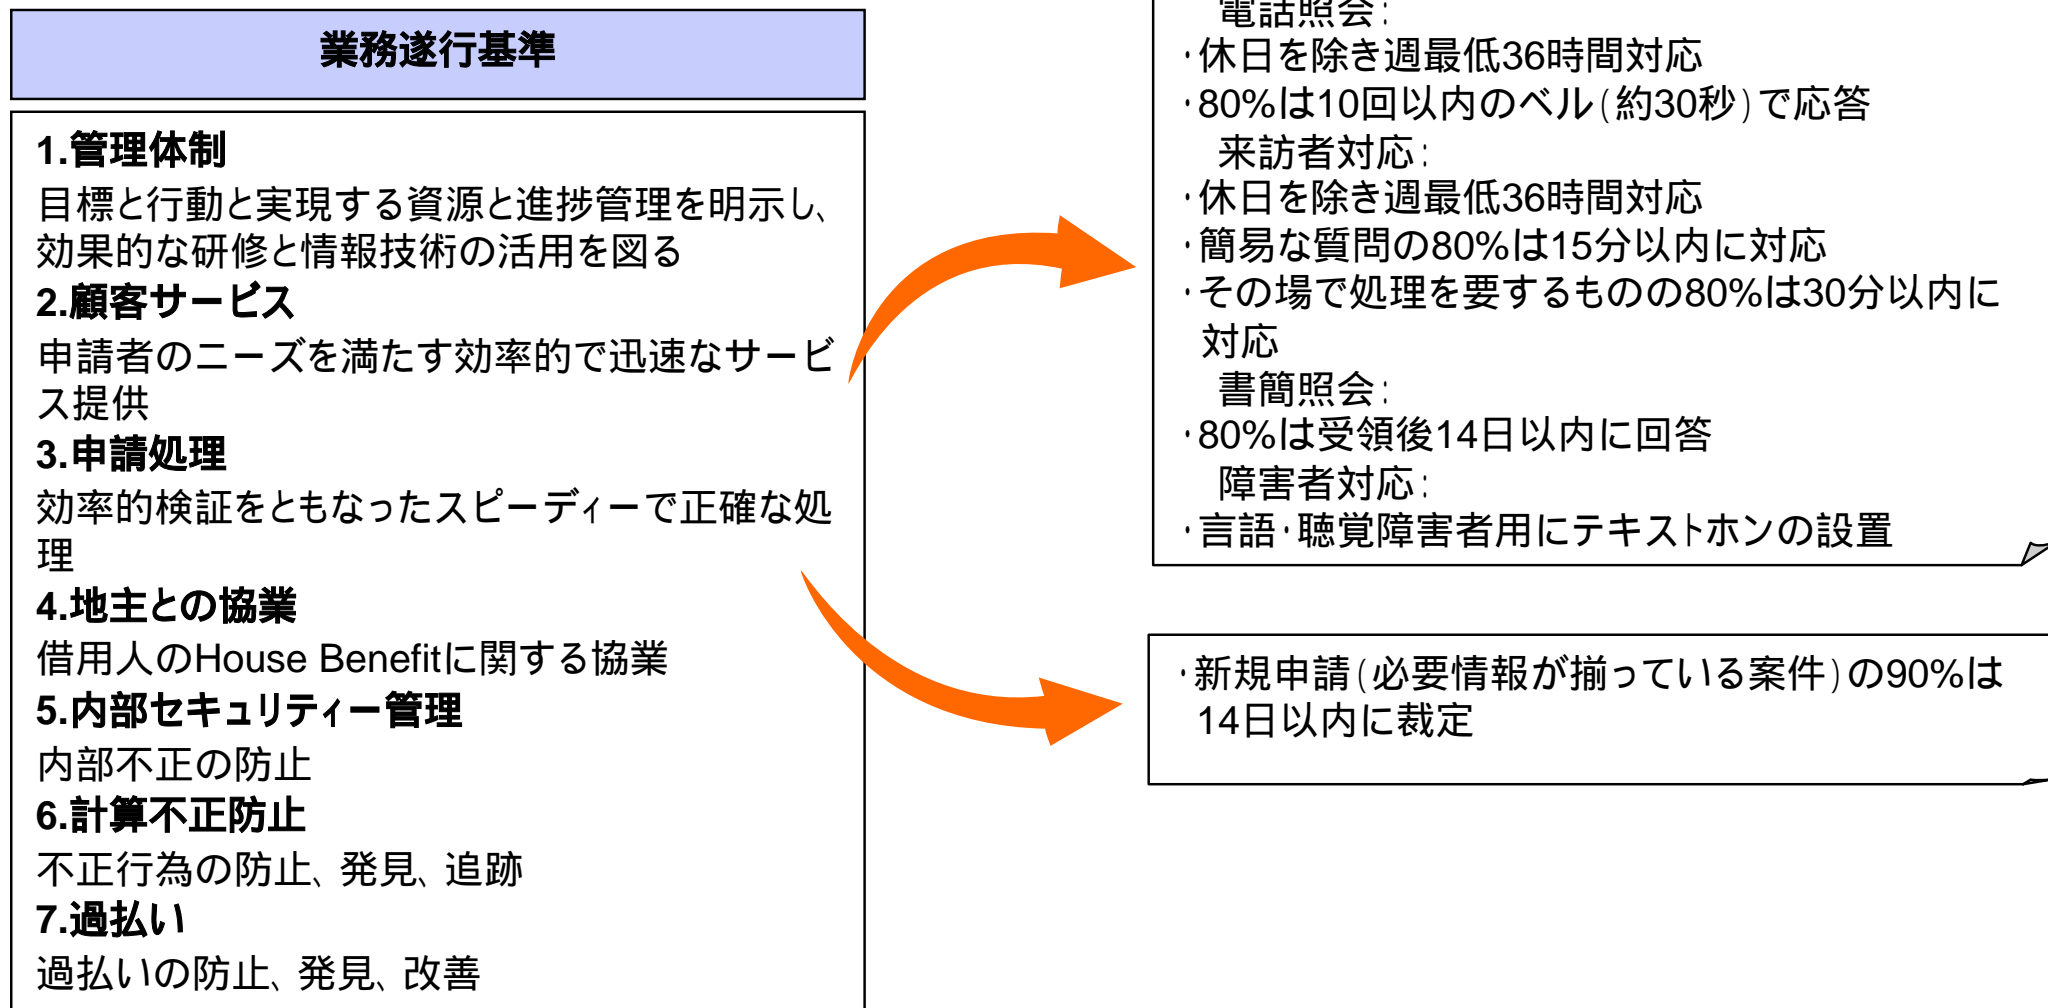 業務遂行基準
1.管理体制
目標と行動と実現する資源と進捗管理を明示し、
効果的な研修と情報技術の活用を図る
2.顧客サービス
申請者のニーズを満たす効率的で迅速なサービ
ス提供
3.申請処理
効率的検証をともなったスピーディーで正確な処
理
4.地主との協業
借用人のHouse Benefitに関する協業
5.内部セキュリティー管理
内部不正の防止
6.計算不正防止
不正行為の防止、発見、追跡
7.過払い
過払いの防止、発見、改善
電話照会:
・休日を除き週最低36時間対応
・80%は10回以内のベル(約30秒)で応答
来訪者対応:
・休日を除き週最低36時間対応
・簡易な質問の80%は15分以内に対応
・その場で処理を要するものの80%は30分以内に
対応
書簡照会:
・80%は受領後14日以内に回答
障害者対応:
・言語・聴覚障害者用にテキストホンの設置
・新規申請(必要情報が揃っている案件)の90%は
14日以内に裁定